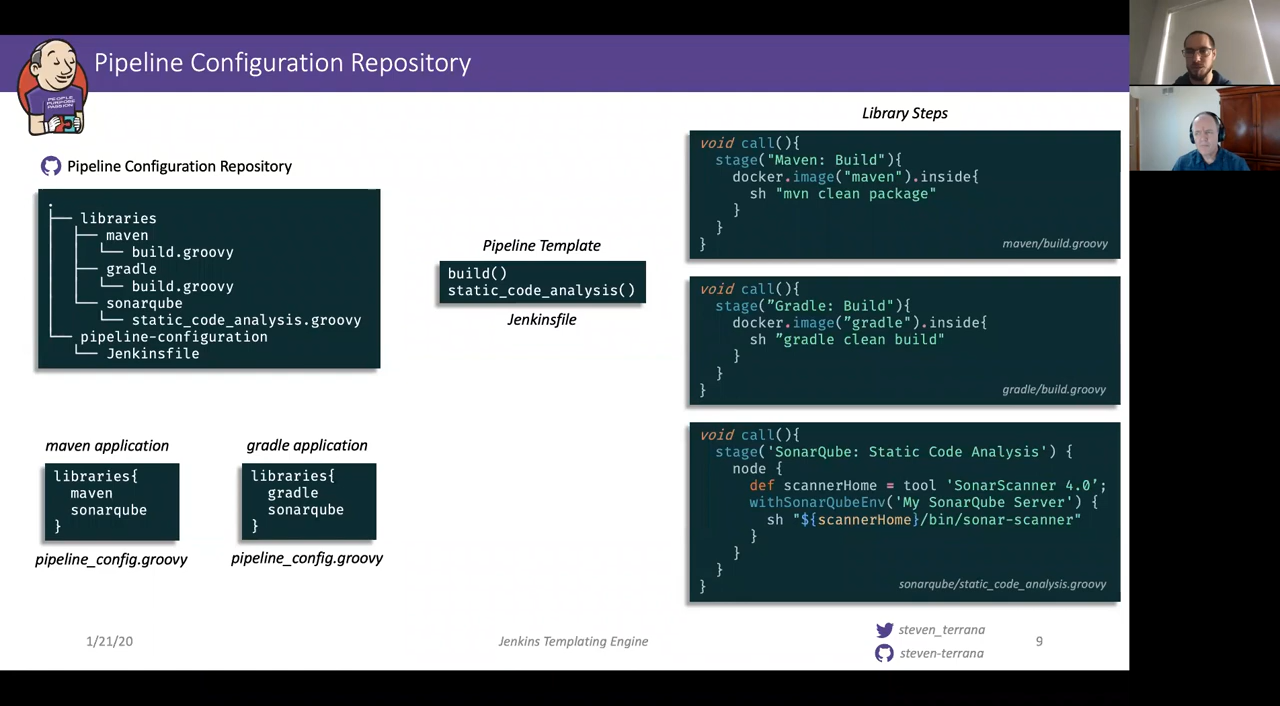 Pipeline Configuration Repository
PEOPLE
PURPOSE
PASSION
Pipeline Configuration Repository
.
├── libraries
│   ├── maven
│   │   └── build.groovy
│   ├── gradle
│   │   └── build.groovy
│   └── sonarqube
│       └── static_code_analysis.groovy
└── pipeline-configuration
    └── Jenkinsfile
maven application
libraries{
  maven
  sonarqube
}
pipeline_config.groovy
gradle application
libraries{
  gradle
  sonarqube
}
pipeline_config.groovy
Pipeline Template
build()
static_code_analysis()
Jenkinsfile
Library Steps
void call(){
  stage("Maven: Build"){
    docker.image("maven").inside{
      sh "mvn clean package"
    }
  }
}
maven/build.groovy
void call(){
  stage(”Gradle: Build"){
    docker.image(”gradle").inside{
      sh ”gradle clean build"
    }
  }
}
gradle/build.groovy
void call(){
  stage('SonarQube: Static Code Analysis') {
    node {
      def scannerHome = tool 'SonarScanner 4.0’;
      withSonarQubeEnv('My SonarQube Server') {
        sh "${scannerHome}/bin/sonar-scanner"
      }
    }
  }
}
sonarqube/static_code_analysis.groovy
1/21/20
Jenkins Templating Engine
steven_terrana
steven-terrana
9